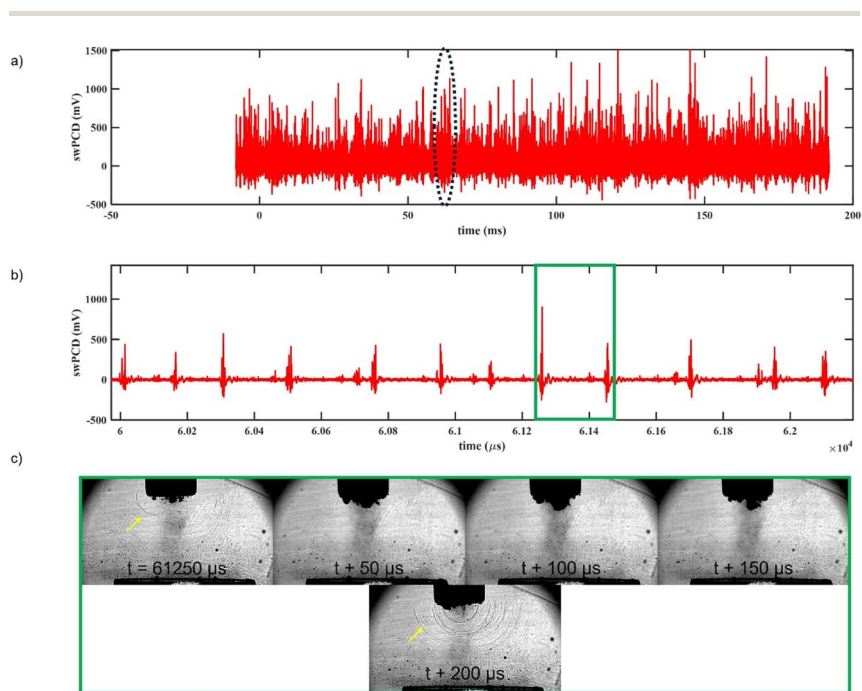 a)
1500
1000
500
0
-500
swPCD (mV)
-50 0 50 100 150 200
time (ms)
b)
1000
500
0
-500
swPCD (mV)
6 6.02 6.04 6.06 6.08 6.1 6.12 6.14 6.16 6.18 6.2
time (μs)
×10⁴
c)
t = 61250 μs t + 50 μs t + 100 μs t + 150 μs
t + 200 μs